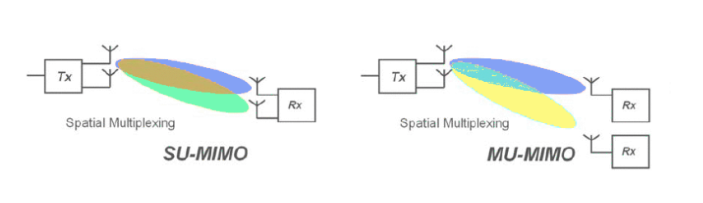 Tx
Rx
Spatial Multiplexing
SU-MIMO
Tx
Rx
Spatial Multiplexing
Rx
MU-MIMO